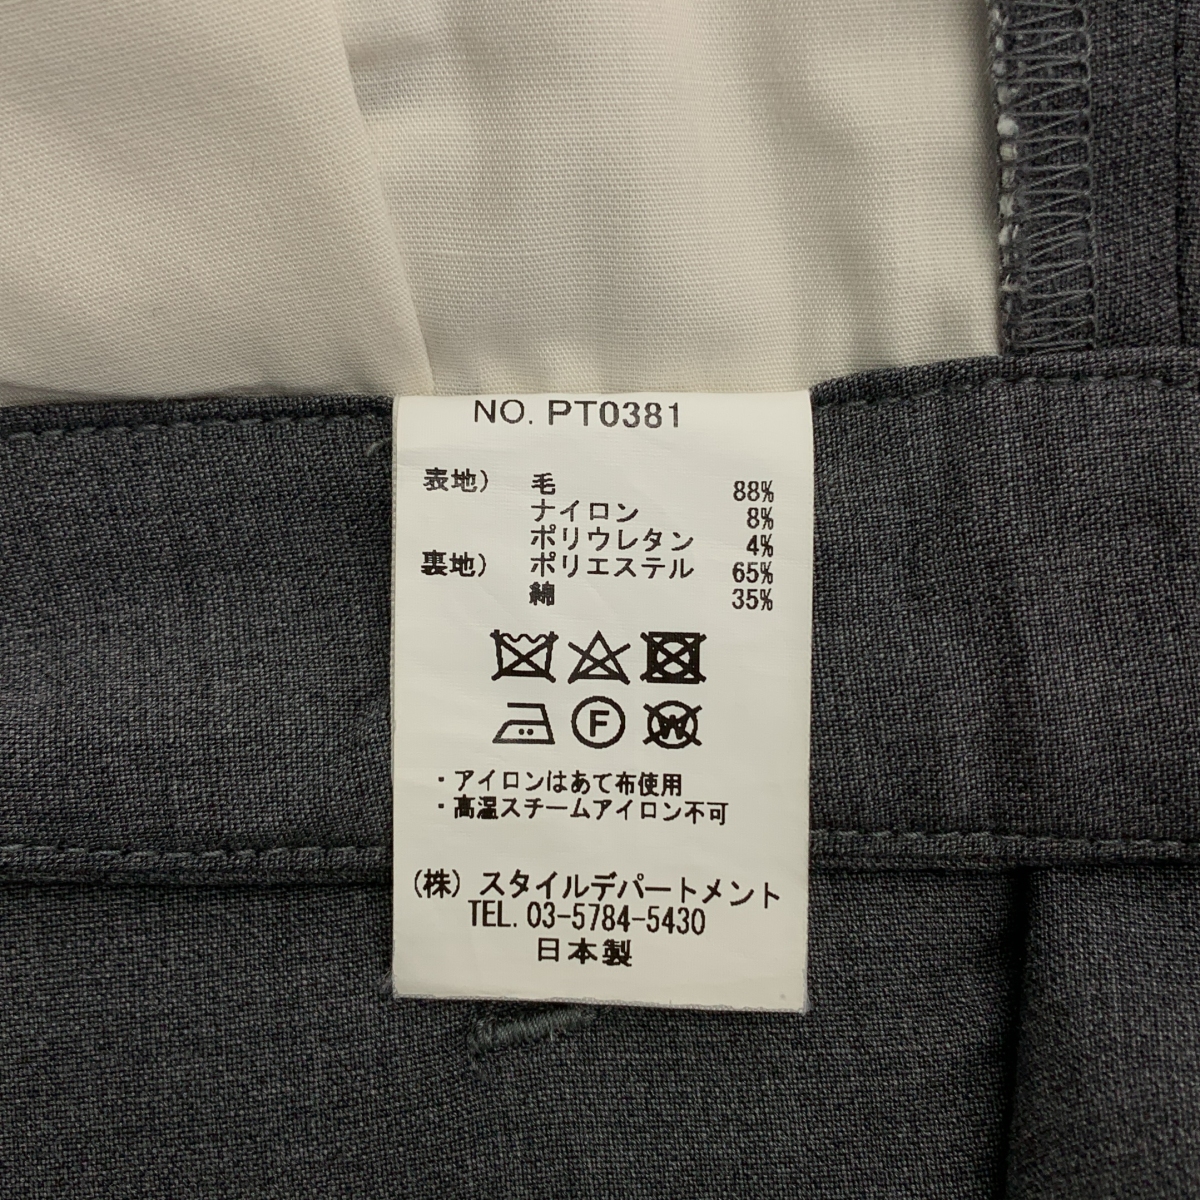 NO. PT0381
表地) 毛 88%
ナイロン 8%
ポリウレタン 4%
裏地) ポリエステル 65%
綿 35%
F W
・アイロンはあて布使用
・高温スチームアイロン不可
(株) スタイルデパートメント
TEL. 03-5784-5430
日本製